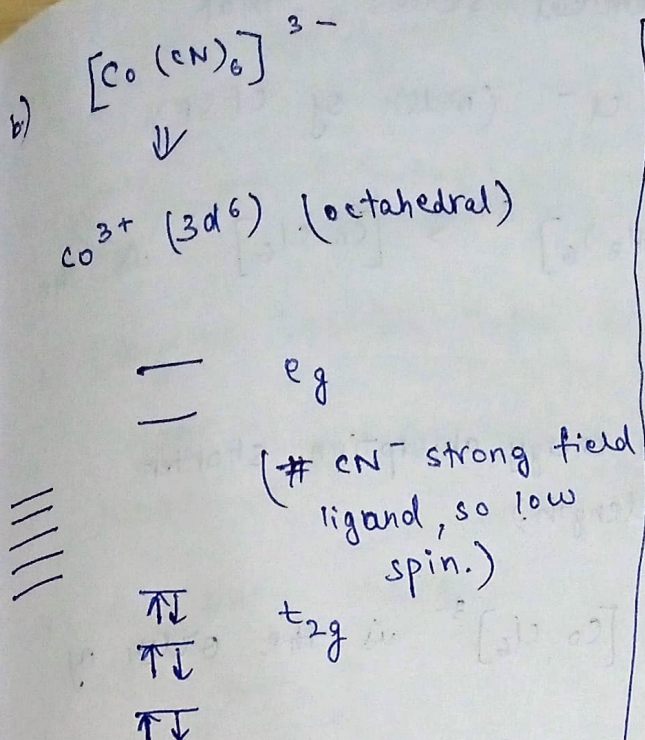 b.) [Co (CN)6]3-
⇓
Co3+ (3d6) (octahedral)
eg
(# CN- strong field
ligand, so low
spin.)
↑↓ t2g
↑↓
↑↓